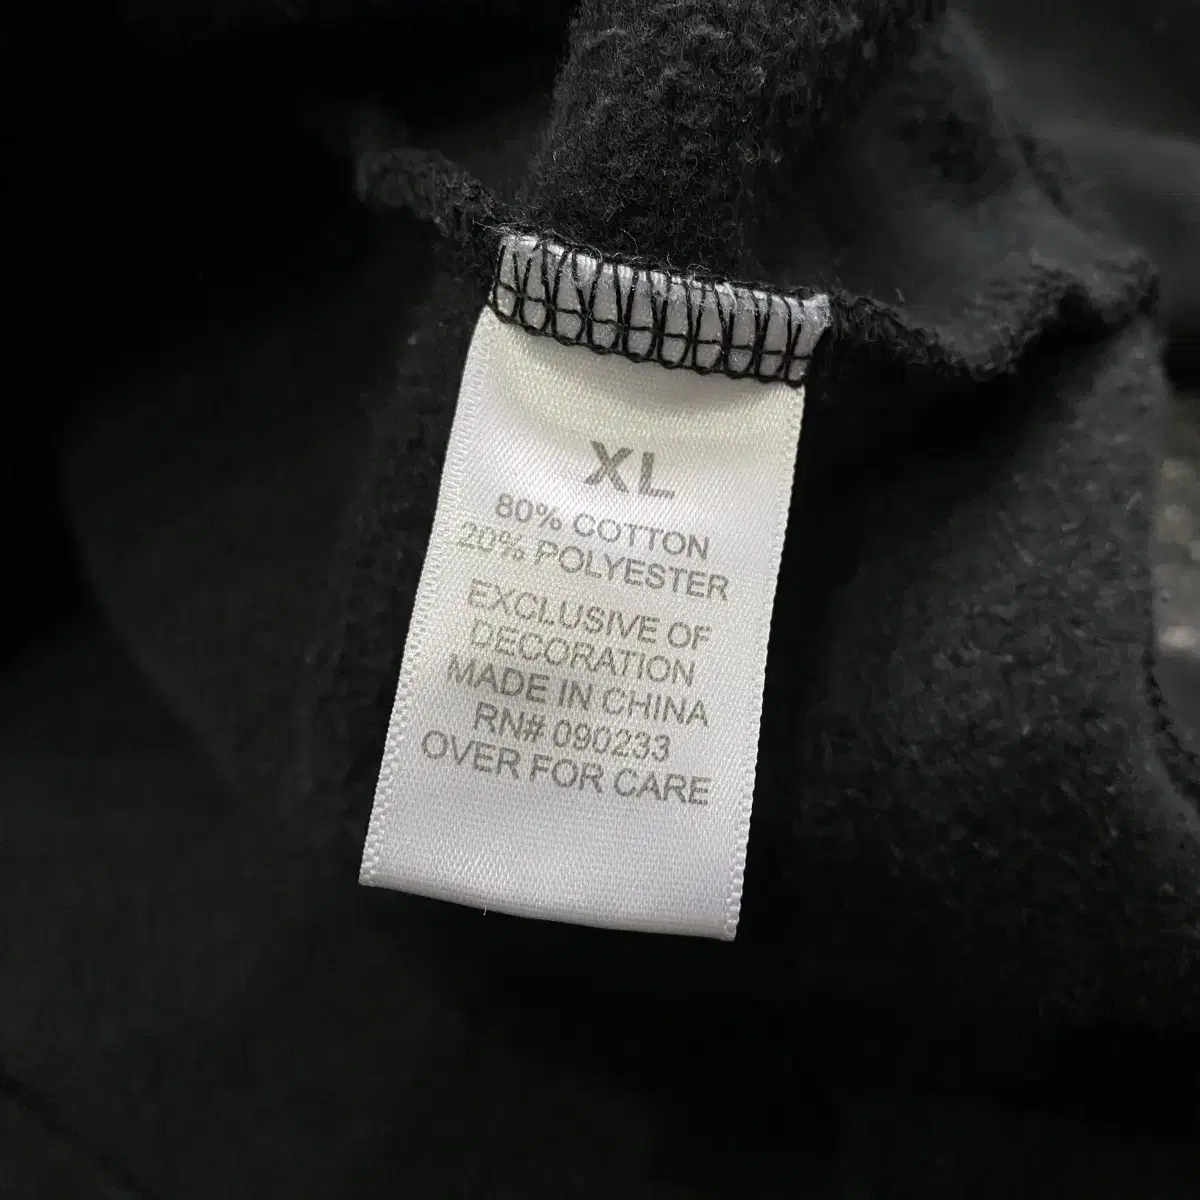 XL
80% COTTON
20% POLYESTER
EXCLUSIVE OF
DECORATION
MADE IN CHINA
RN# 090233
OVER FOR CARE